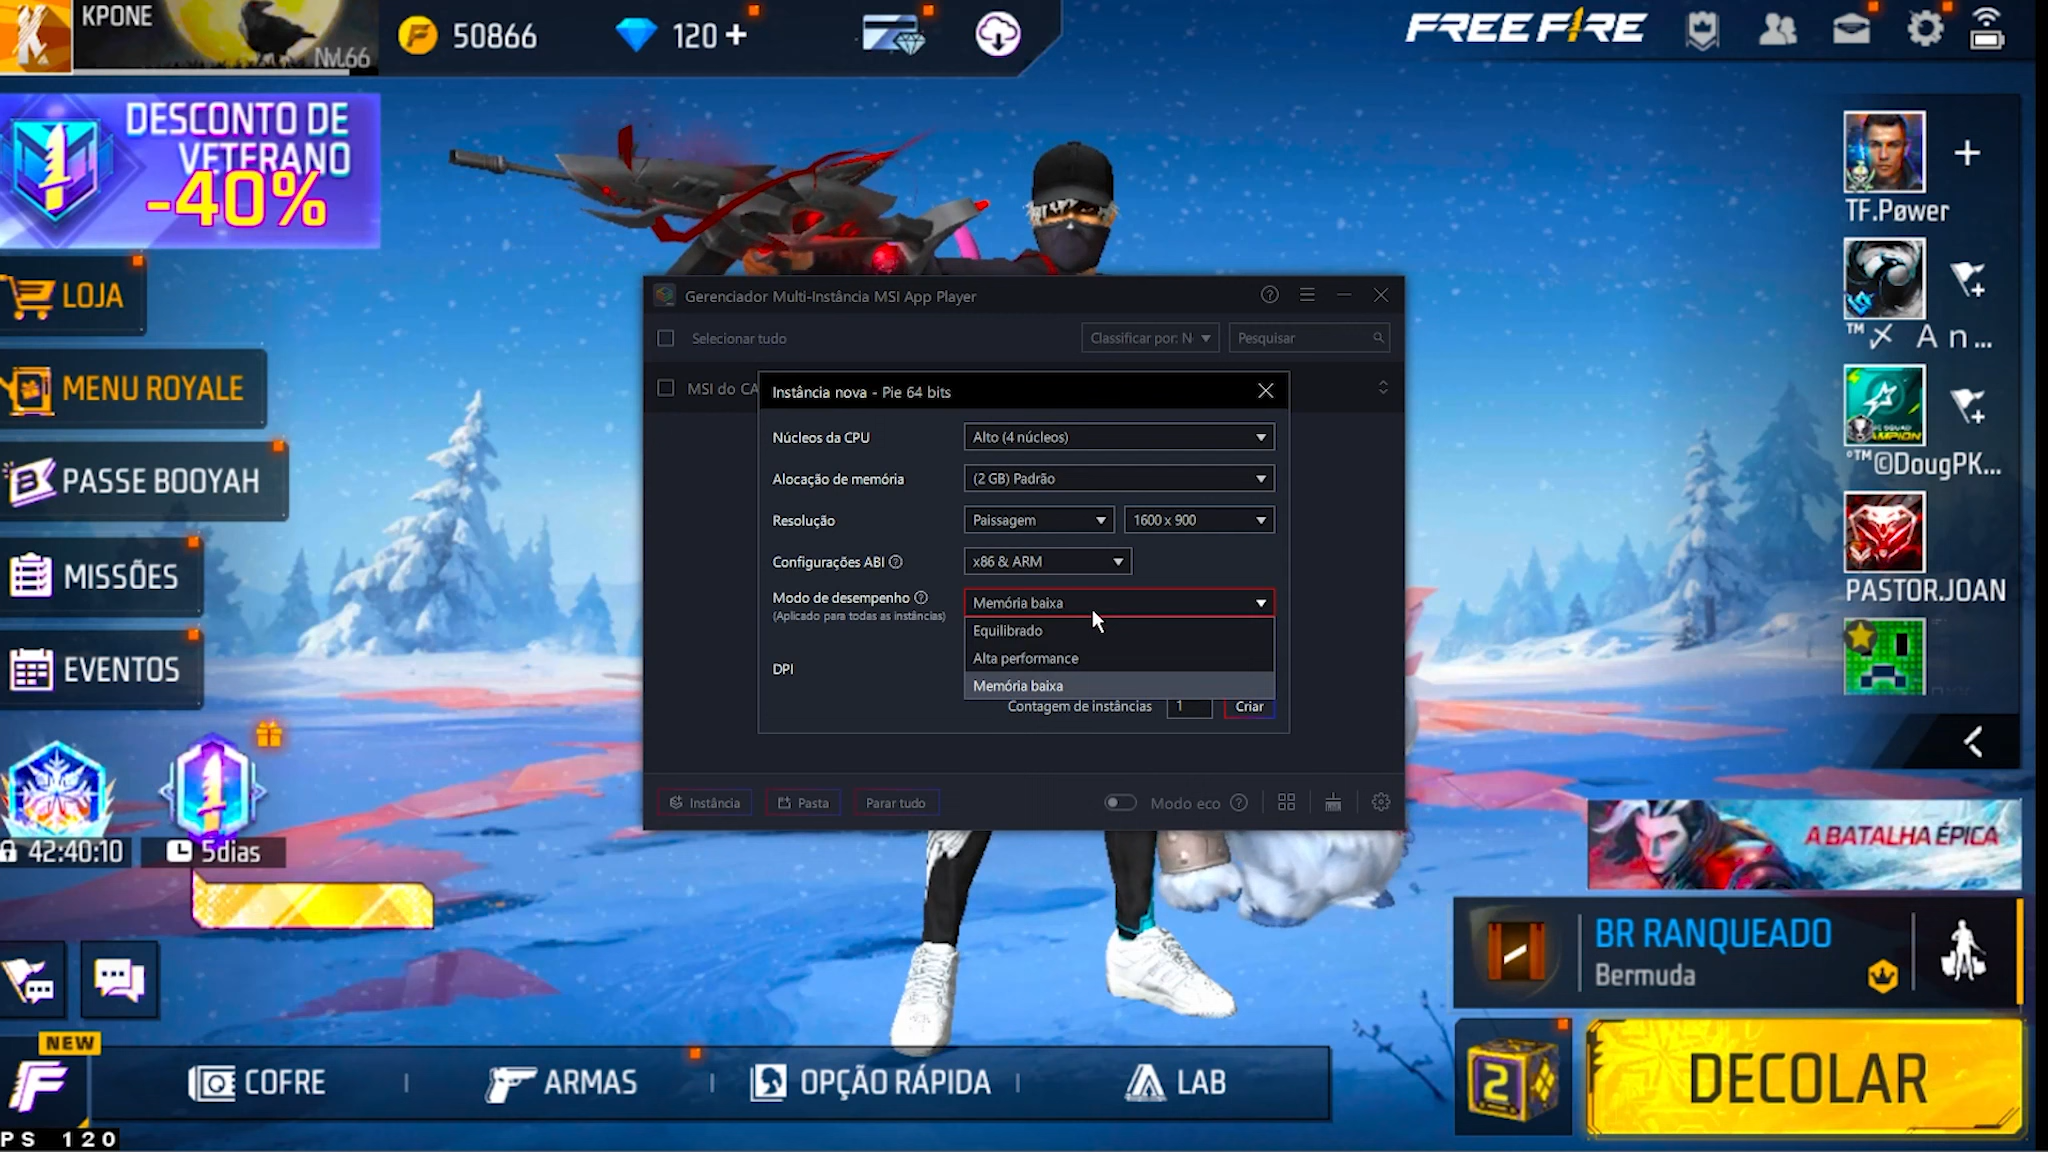 KPONE
Nvl.66
50866
120 +
FREE FIRE
DESCONTO DE
VETERANO
-40%
TF.Pøwer
™ メ A n ...
LOJA
MENU ROYALE
PASSE BOOYAH
MISSÕES
EVENTOS
°™©DougPK...
PASTOR.JOAN
Gerenciador Multi-Instância MSI App Player
Selecionar tudo
Classificar por: N
Pesquisar
MSI do CA
Instância nova - Pie 64 bits
Núcleos da CPU
Alto (4 núcleos)
Alocação de memória
(2 GB) Padrão
Resolução
Paissagem
1600 x 900
Configurações ABI
x86 & ARM
Modo de desempenho
(Aplicado para todas as instâncias)
Memória baixa
Equilibrado
Alta performance
Memória baixa
DPI
Contagem de instâncias
1
Criar
Instância
Pasta
Parar tudo
Modo eco
42:40:10
5dias
A BATALHA ÉPICA
BR RANQUEADO
Bermuda
NEW
COFRE
ARMAS
OPÇÃO RÁPIDA
LAB
2
DECOLAR
PS 120